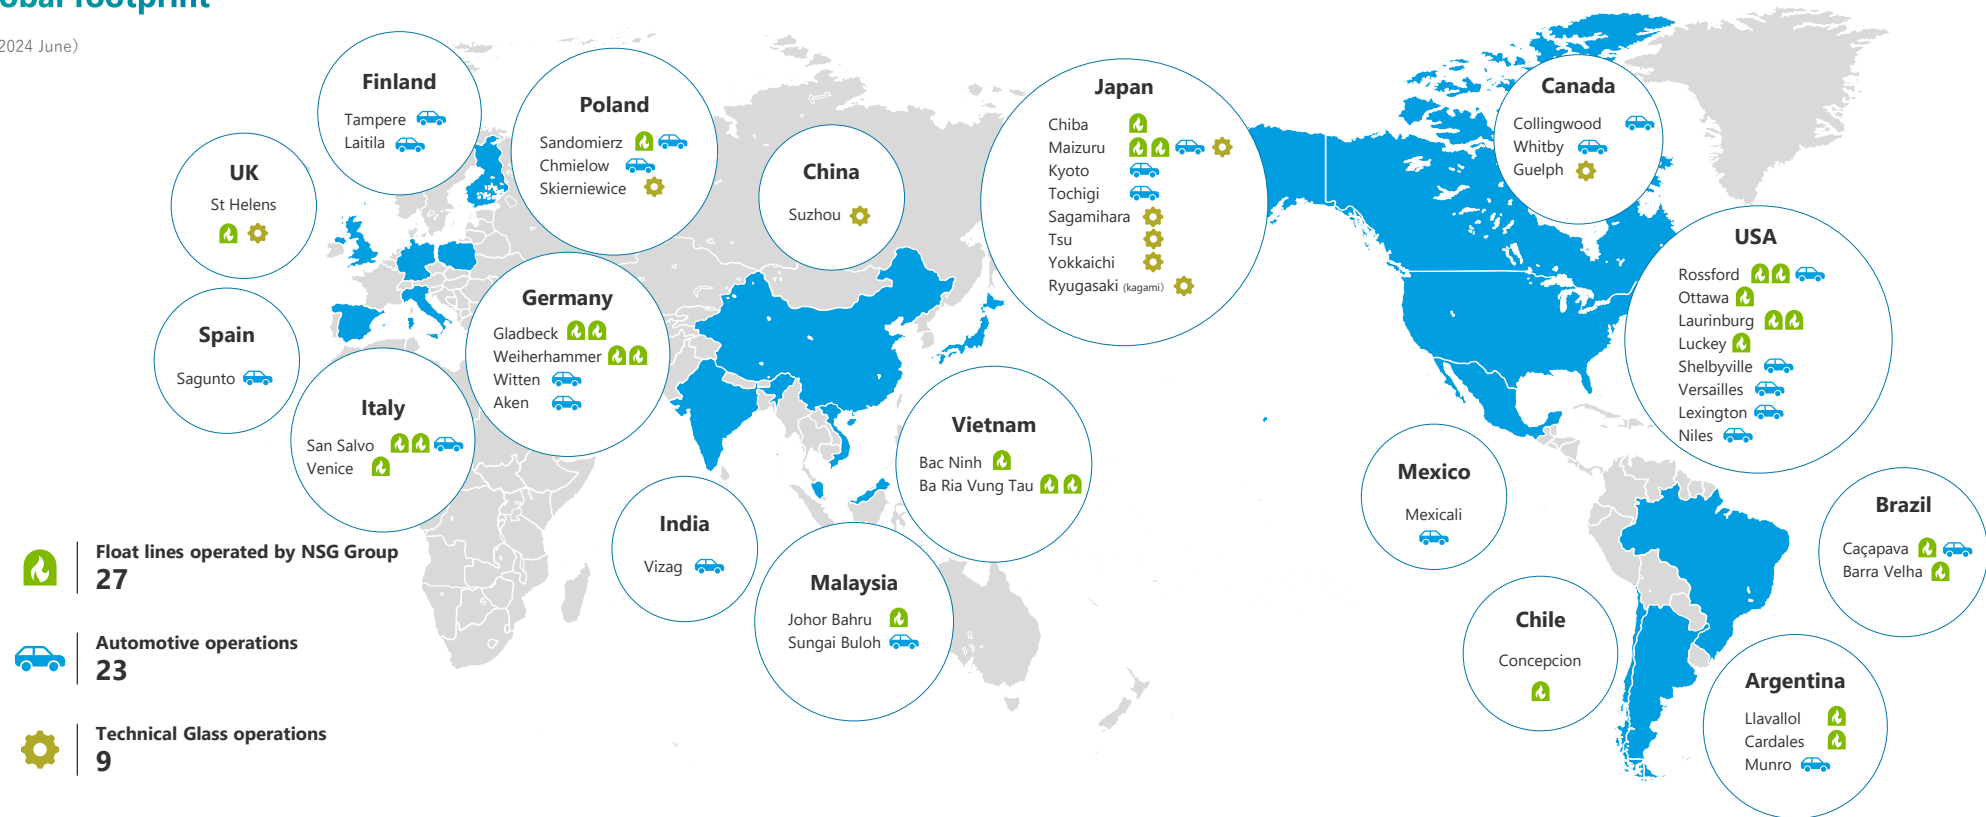 obal footprint
2024 June)
Finland
Tampere
Laitila
Poland
Sandomierz
Chmielow
Skierniewice
UK
St Helens
China
Suzhou
Japan
Chiba
Maizuru
Kyoto
Tochigi
Sagamihara
Tsu
Yokkaichi
Ryugasaki (kagami)
Canada
Collingwood
Whitby
Guelph
USA
Rossford
Ottawa
Laurinburg
Luckey
Shelbyville
Versailles
Lexington
Niles
Spain
Sagunto
Germany
Gladbeck
Weiherhammer
Witten
Aken
Italy
San Salvo
Venice
Vietnam
Bac Ninh
Ba Ria Vung Tau
India
Vizag
Malaysia
Johor Bahru
Sungai Buloh
Mexico
Mexicali
Brazil
Caçapava
Barra Velha
Chile
Concepcion
Argentina
Llavallol
Cardales
Munro
Float lines operated by NSG Group
27
Automotive operations
23
Technical Glass operations
9